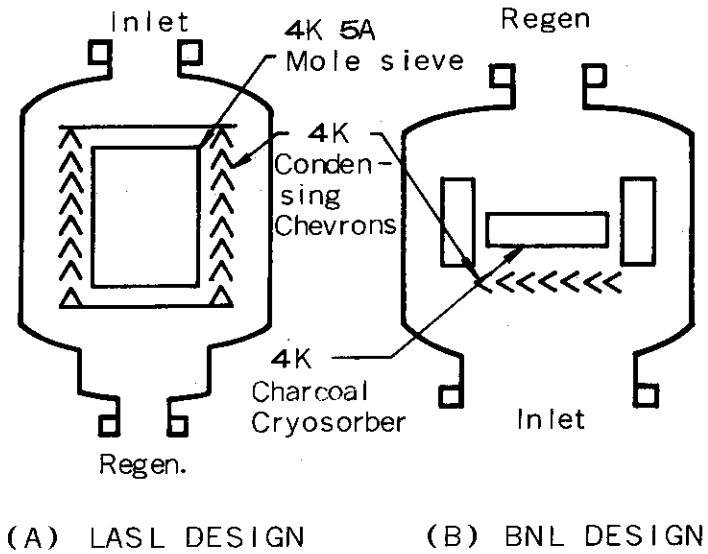 Inlet
4K 5A
Mole sieve
Regen
4K
Conden-
sing
Chevrons
4K
Charcoal
Cryosorber
Inlet
Regen.
(A) LASL DESIGN
(B) BNL DESIGN